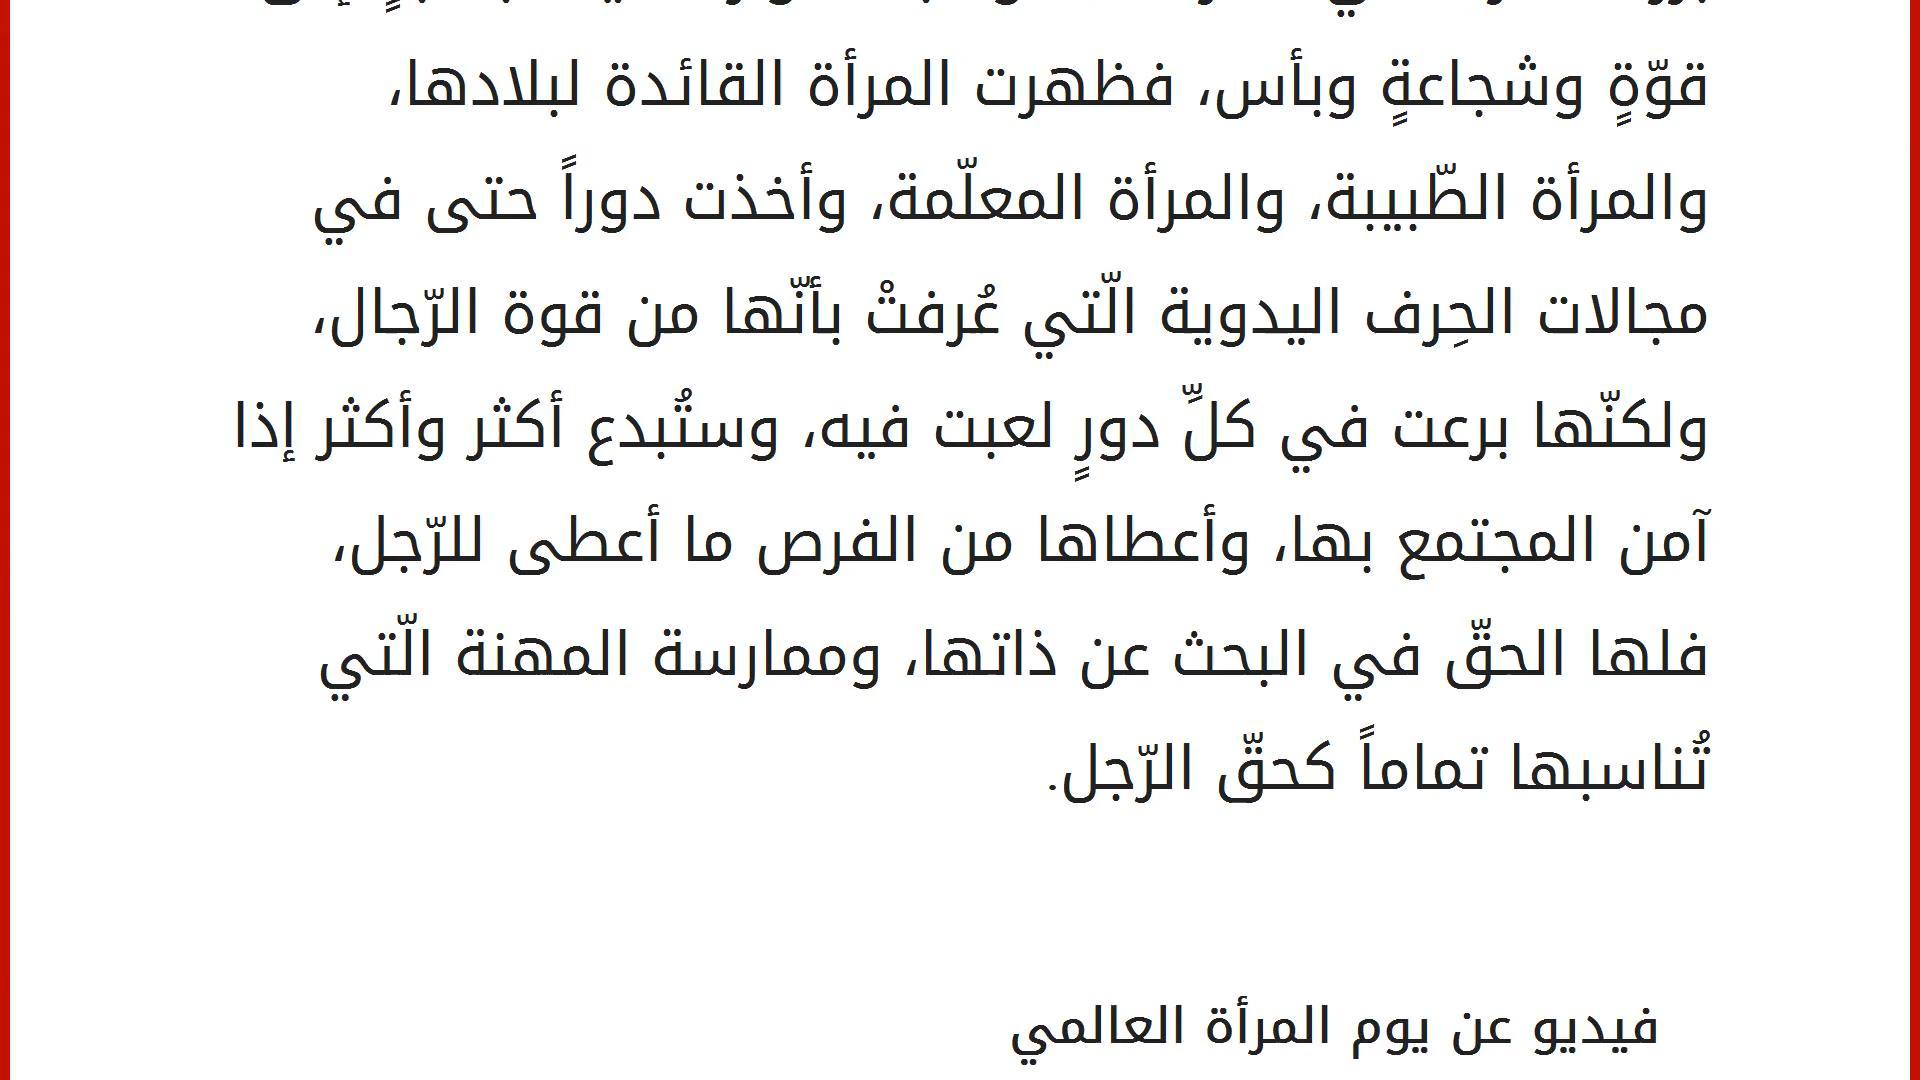 قوّةٍ وشجاعةٍ وبأس، فظهرت المرأة القائدة لبلادها،
والمرأة الطّبيبة، والمرأة المعلّمة، وأخذت دوراً حتى في
مجالات الحِرف اليدوية الّتي عُرفتْ بأنّها من قوة الرّجال،
ولكنّها برعت في كلِّ دورٍ لعبت فيه، وستُبدع أكثر وأكثر إذا
آمن المجتمع بها، وأعطاها من الفرص ما أعطى للرّجل،
فلها الحقّ في البحث عن ذاتها، وممارسة المهنة الّتي
تُناسبها تماماً كحقّ الرّجل.
فيديو عن يوم المرأة العالمي